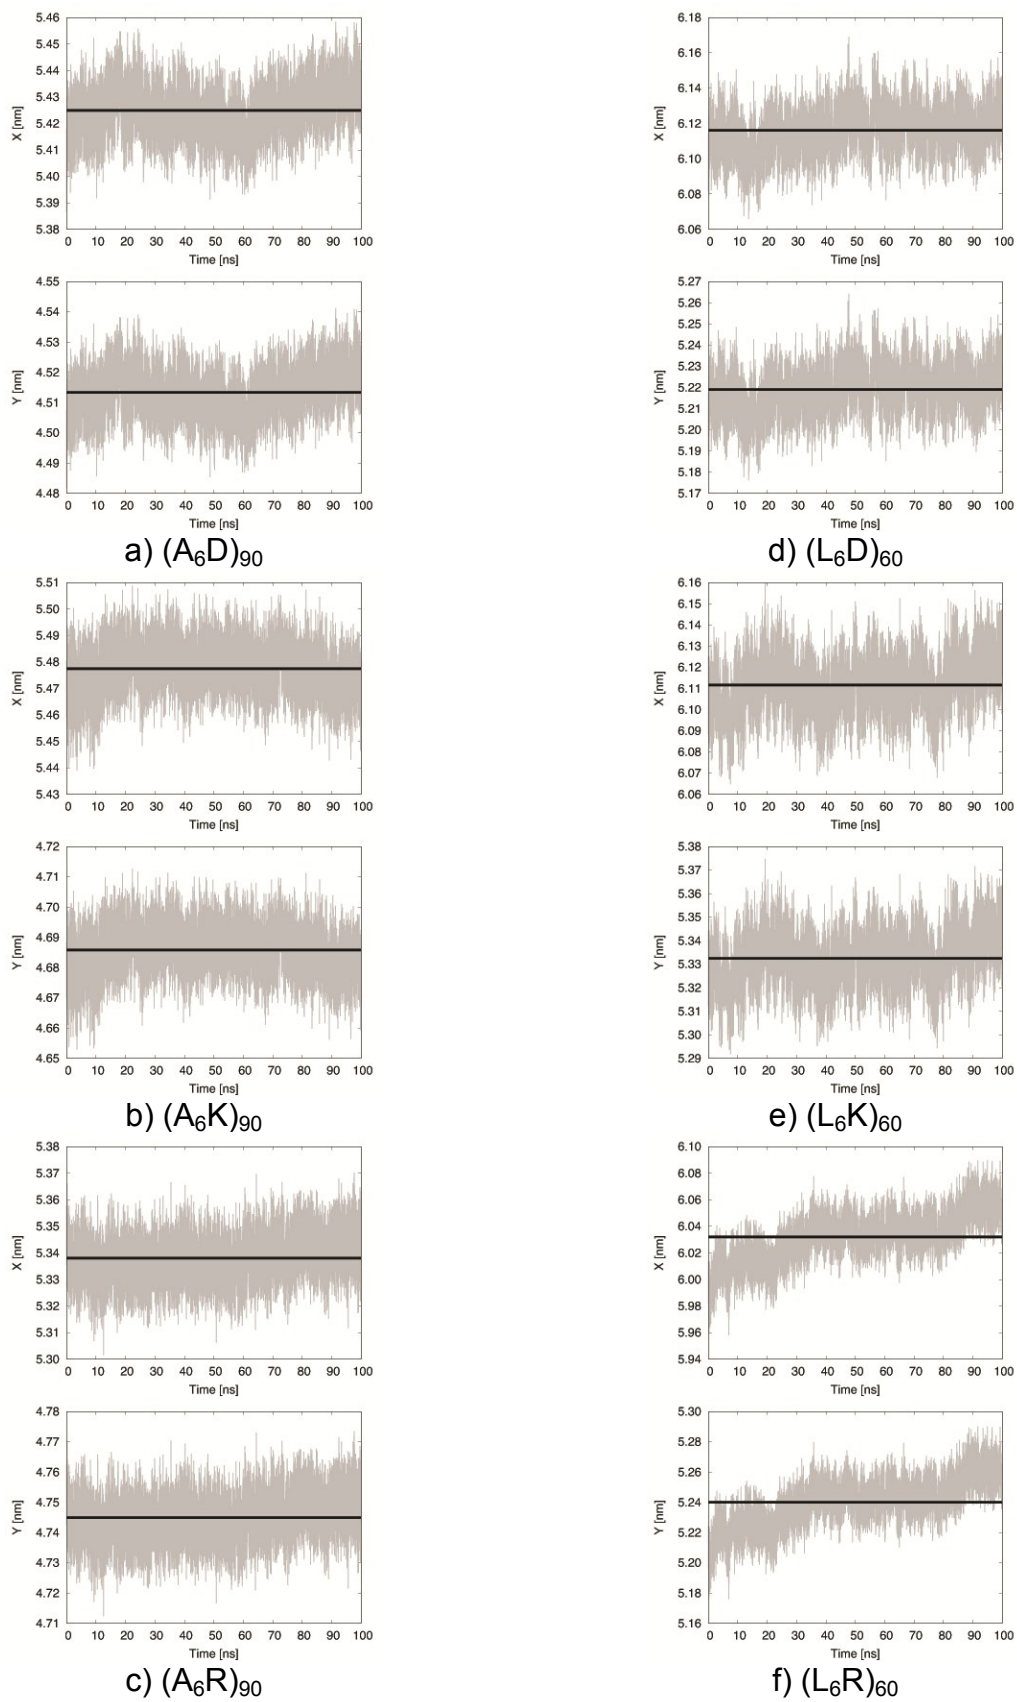 5.46
5.45
5.44
5.43
5.42
5.41
5.40
5.39
5.38
X [nm]
0 10 20 30 40 50 60 70 80 90 100
Time [ns]
4.55
4.54
4.53
4.52
4.51
4.50
4.49
4.48
Y [nm]
0 10 20 30 40 50 60 70 80 90 100
Time [ns]
a) (A₆D)₉₀
6.18
6.16
6.14
6.12
6.10
6.08
6.06
X [nm]
0 10 20 30 40 50 60 70 80 90 100
Time [ns]
5.27
5.26
5.25
5.24
5.23
5.22
5.21
5.20
5.19
5.18
5.17
Y [nm]
0 10 20 30 40 50 60 70 80 90 100
Time [ns]
d) (L₆D)₆₀
5.51
5.50
5.49
5.48
5.47
5.46
5.45
5.44
5.43
X [nm]
0 10 20 30 40 50 60 70 80 90 100
Time [ns]
4.72
4.71
4.70
4.69
4.68
4.67
4.66
4.65
Y [nm]
0 10 20 30 40 50 60 70 80 90 100
Time [ns]
b) (A₆K)₉₀
6.16
6.15
6.14
6.13
6.12
6.11
6.10
6.09
6.08
6.07
6.06
X [nm]
0 10 20 30 40 50 60 70 80 90 100
Time [ns]
5.38
5.37
5.36
5.35
5.34
5.33
5.32
5.31
5.30
5.29
Y [nm]
0 10 20 30 40 50 60 70 80 90 100
Time [ns]
e) (L₆K)₆₀
5.38
5.37
5.36
5.35
5.34
5.33
5.32
5.31
5.30
X [nm]
0 10 20 30 40 50 60 70 80 90 100
Time [ns]
4.78
4.77
4.76
4.75
4.74
4.73
4.72
4.71
Y [nm]
0 10 20 30 40 50 60 70 80 90 100
Time [ns]
c) (A₆R)₉₀
6.10
6.08
6.06
6.04
6.02
6.00
5.98
5.96
5.94
X [nm]
0 10 20 30 40 50 60 70 80 90 100
Time [ns]
5.30
5.28
5.26
5.24
5.22
5.20
5.18
5.16
Y [nm]
0 10 20 30 40 50 60 70 80 90 100
Time [ns]
f) (L₆R)₆₀